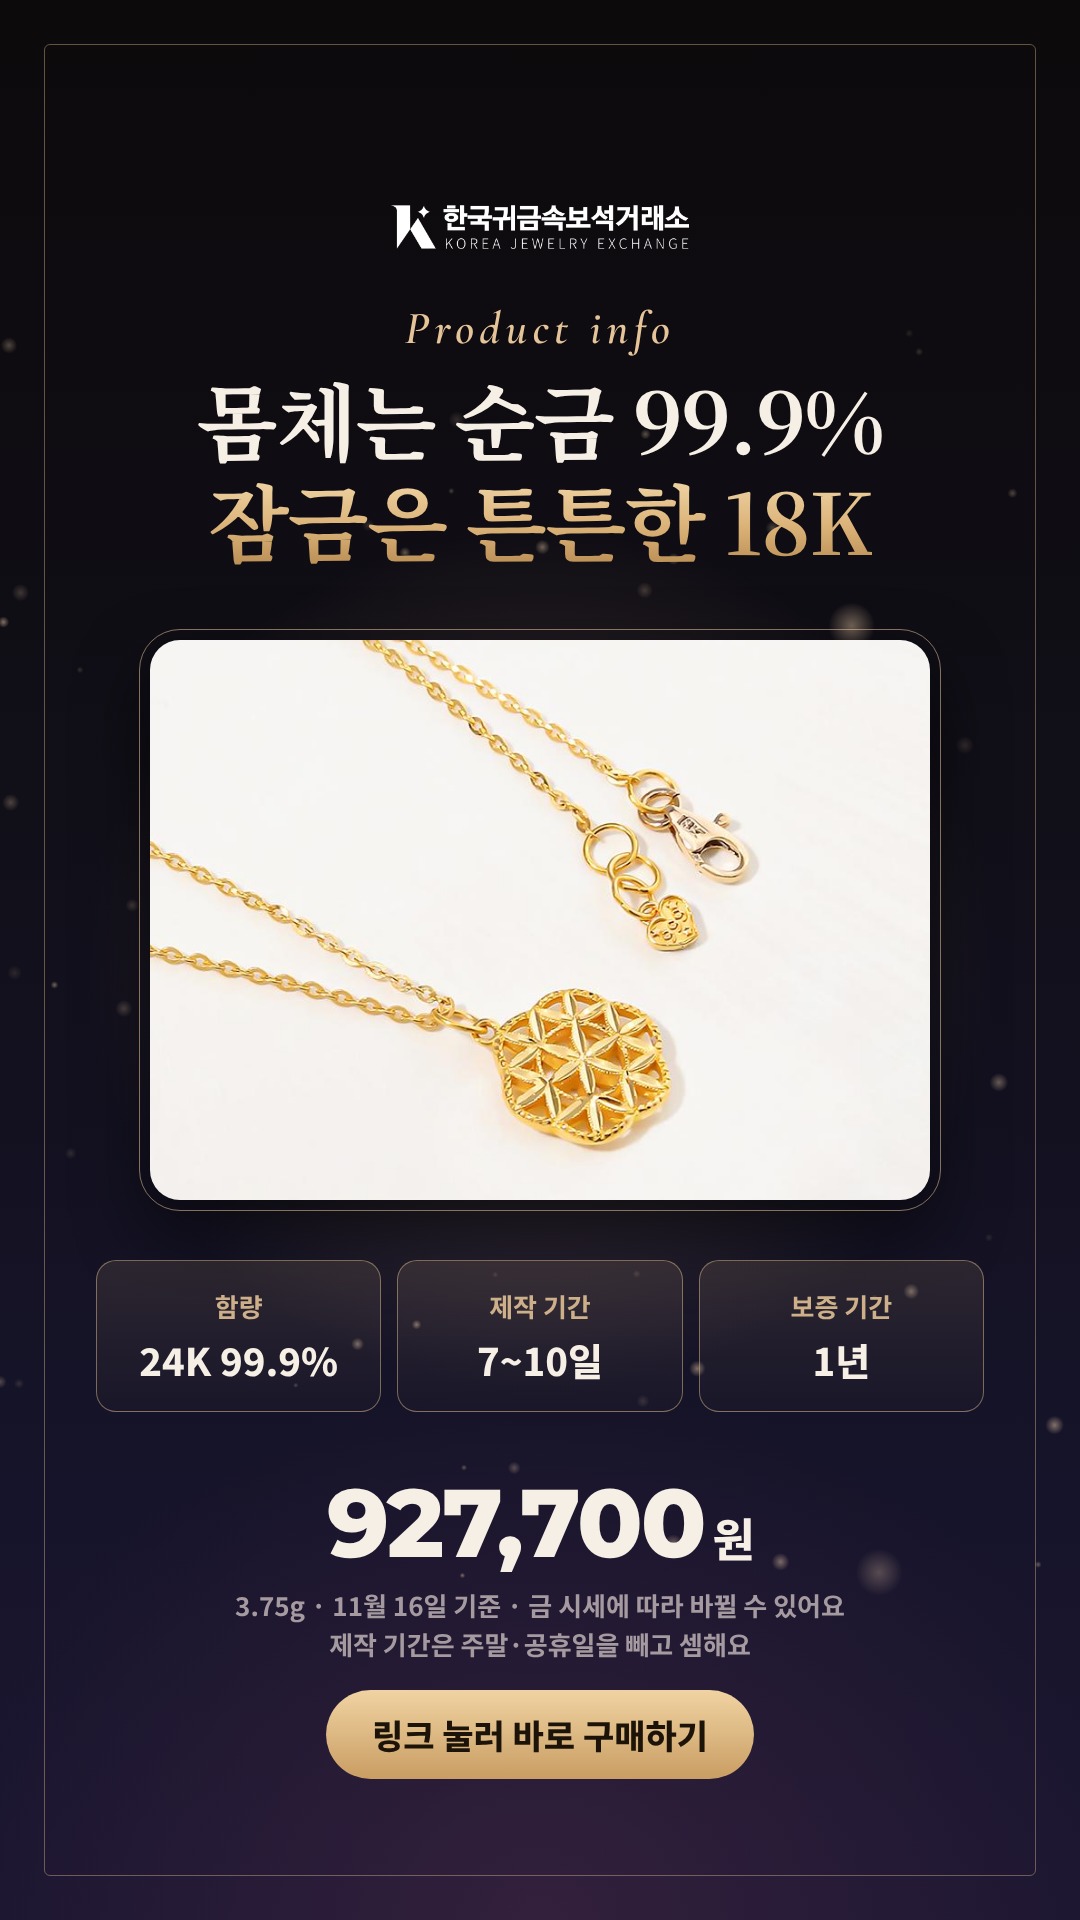 한국귀금속보석거래소
KOREA JEWELRY EXCHANGE
Product info
몸체는 순금 99.9%
잠금은 튼튼한 18K
함량
24K 99.9%
제작 기간
7~10일
보증 기간
1년
927,700원
3.75g · 11월 16일 기준 · 금 시세에 따라 바뀔 수 있어요
제작 기간은 주말·공휴일을 빼고 셈해요
링크 눌러 바로 구매하기